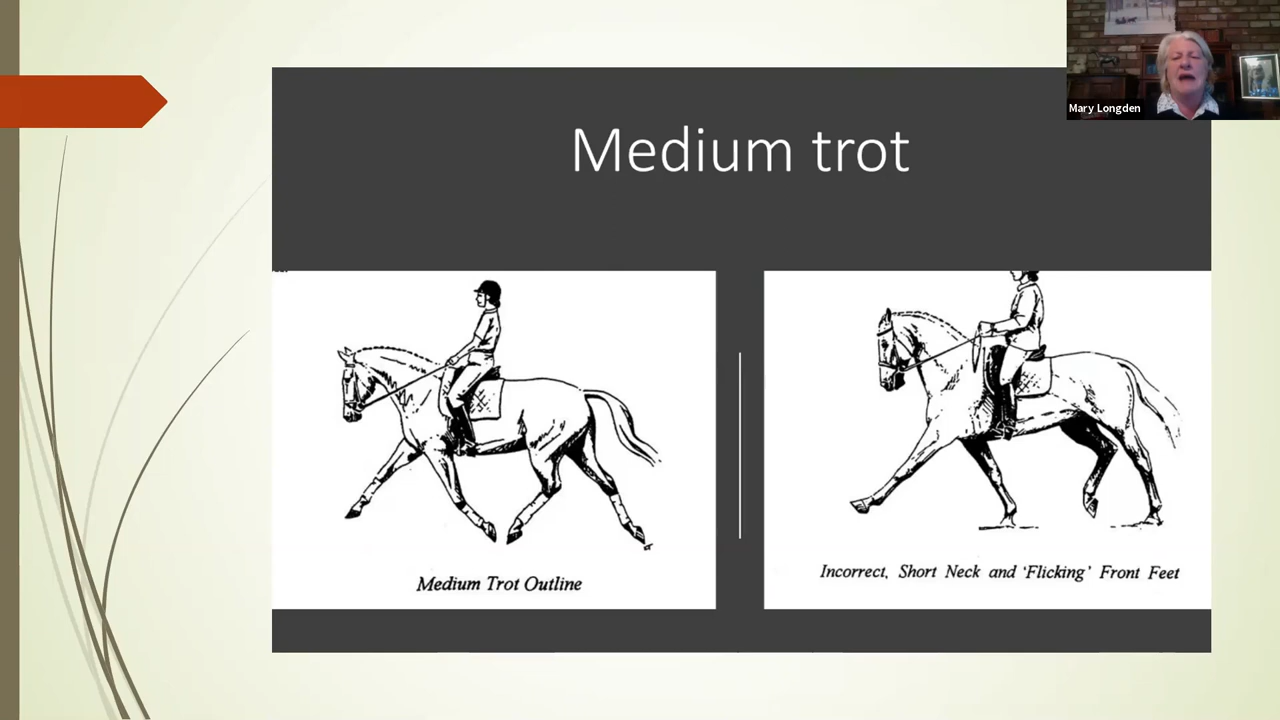 Mary Longden
Medium trot
Medium Trot Outline
Incorrect, Short Neck and ‘Flicking’ Front Feet